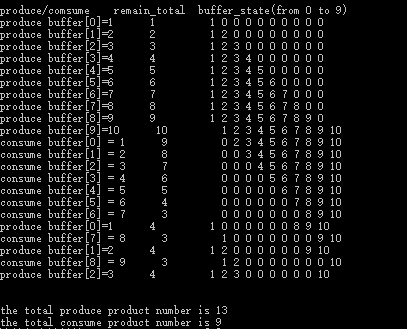 produce/comsume remain_total buffer_state(from 0 to 9)
produce buffer[0]=1 1 1 0 0 0 0 0 0 0 0 0
produce buffer[1]=2 2 1 2 0 0 0 0 0 0 0 0
produce buffer[2]=3 3 1 2 3 0 0 0 0 0 0 0
produce buffer[3]=4 4 1 2 3 4 0 0 0 0 0 0
produce buffer[4]=5 5 1 2 3 4 5 0 0 0 0 0
produce buffer[5]=6 6 1 2 3 4 5 6 0 0 0 0
produce buffer[6]=7 7 1 2 3 4 5 6 7 0 0 0
produce buffer[7]=8 8 1 2 3 4 5 6 7 8 0 0
produce buffer[8]=9 9 1 2 3 4 5 6 7 8 9 0
produce buffer[9]=10 10 1 2 3 4 5 6 7 8 9 10
consume buffer[0] = 1 9 0 2 3 4 5 6 7 8 9 10
consume buffer[1] = 2 8 0 0 3 4 5 6 7 8 9 10
consume buffer[2] = 3 7 0 0 0 4 5 6 7 8 9 10
consume buffer[3] = 4 6 0 0 0 0 5 6 7 8 9 10
consume buffer[4] = 5 5 0 0 0 0 0 6 7 8 9 10
consume buffer[5] = 6 4 0 0 0 0 0 0 7 8 9 10
consume buffer[6] = 7 3 0 0 0 0 0 0 0 8 9 10
produce buffer[0]=1 4 1 0 0 0 0 0 0 8 9 10
consume buffer[7] = 8 3 1 0 0 0 0 0 0 0 9 10
produce buffer[1]=2 4 1 2 0 0 0 0 0 0 9 10
consume buffer[8] = 9 3 1 2 0 0 0 0 0 0 0 10
produce buffer[2]=3 4 1 2 3 0 0 0 0 0 0 10
the total produce product number is 13
the total consume product number is 9